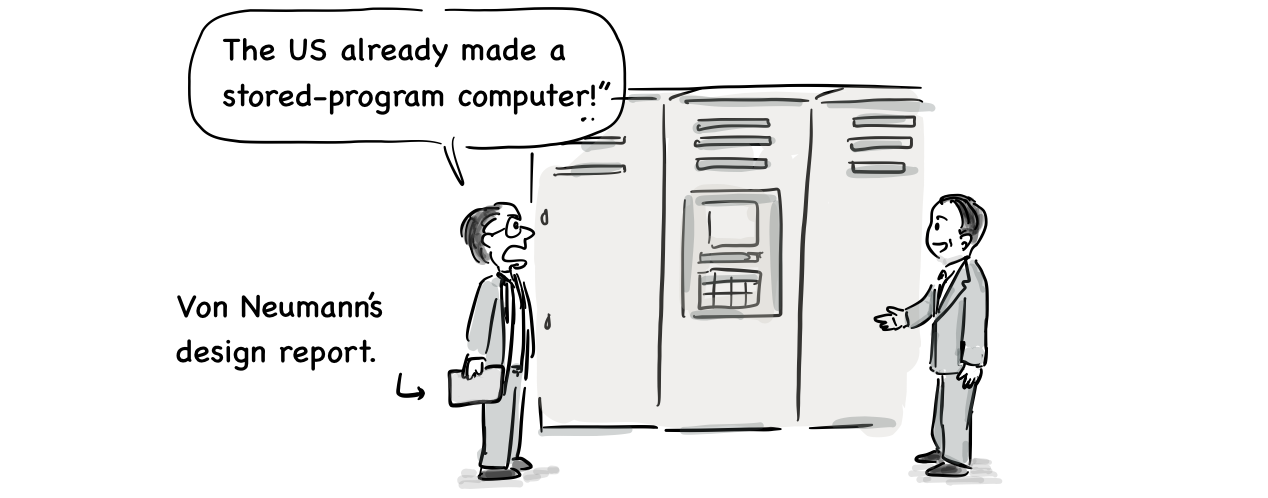 The US already made a
stored-program computer!”
Von Neumann's
design report.